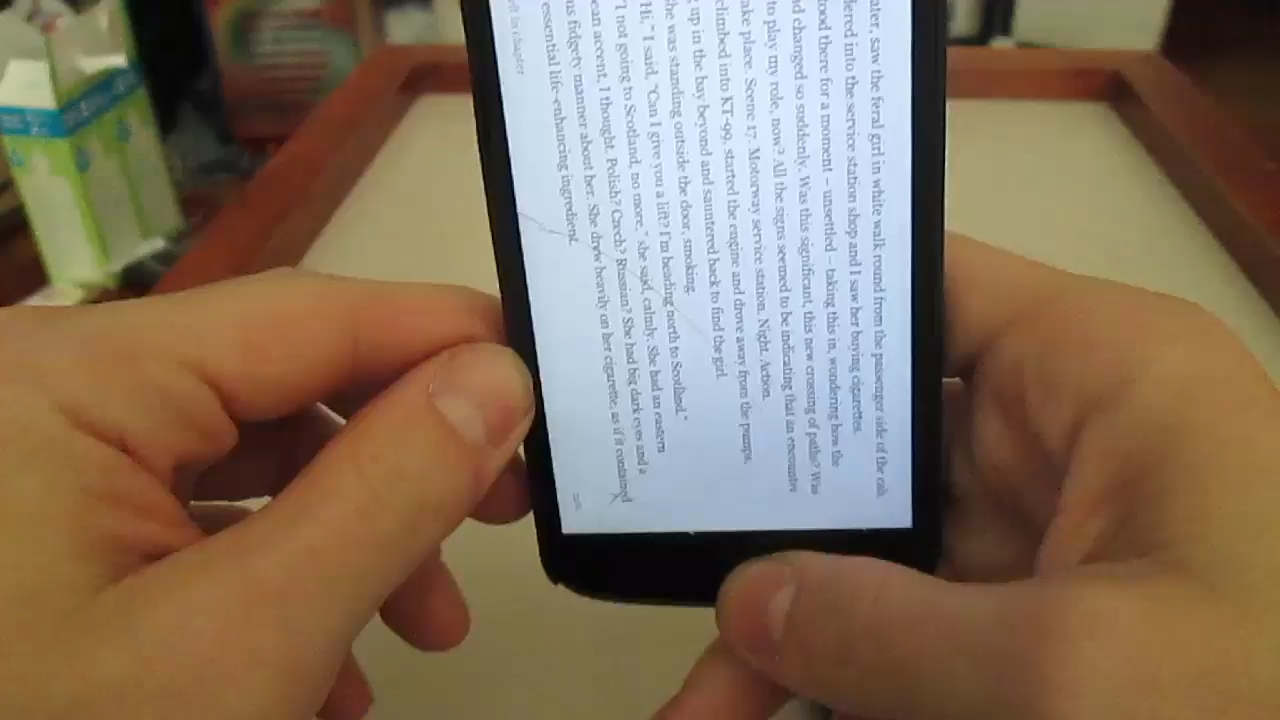 ater, saw the feral girl in white walk round from the passenger side of the cab.
dered into the service station shop and I saw her buying cigarettes.
tood there for a moment – unsettled – taking this in, wondering how the
d changed so suddenly. Was this significant, this new crossing of paths? Was
to play my role, now? All the signs seemed to be indicating that an encounter
ake place. Scene 17. Motorway service station. Night. Action.
climbed into KT-99, started the engine and drove away from the pumps,
g up in the bay beyond and sauntered back to find the girl.
he was standing outside the door, smoking.
Hi," I said, "Can I give you a lift? I'm heading north to Scotland."
"I not going to Scotland, no more," she said, calmly. She had an eastern
ean accent, I thought. Polish? Czech? Russian? She had big dark eyes and a
us fidgety manner about her. She drew heavily on her cigarette, as if it contained
essential life-enhancing ingredient.
in chapter